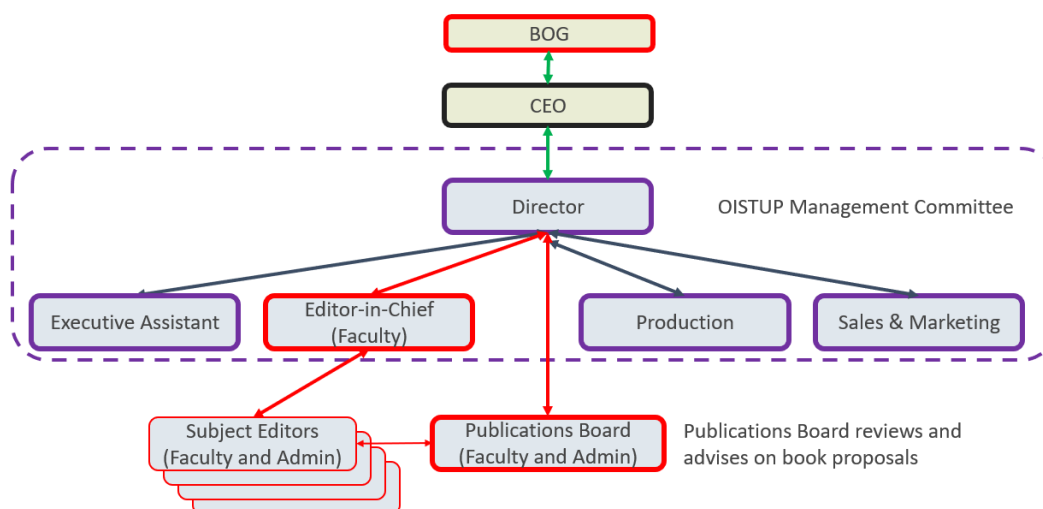 BOG
CEO
Director
OISTUP Management Committee
Executive Assistant
Editor-in-Chief
(Faculty)
Production
Sales & Marketing
Subject Editors
(Faculty and Admin)
Publications Board
(Faculty and Admin)
Publications Board reviews and
advises on book proposals